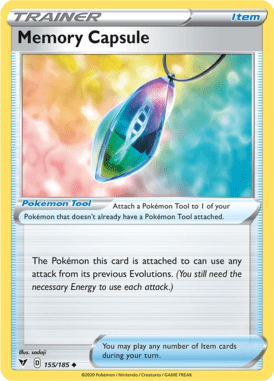 TRAINER Item
Memory Capsule
Pokémon Tool Attach a Pokémon Tool to 1 of your
Pokémon that doesn't already have a Pokémon Tool attached.
The Pokémon this card is attached to can use any
attack from its previous Evolutions. (You still need the
necessary Energy to use each attack.)
You may play any number of Item cards
during your turn.
Illus. sadaji
D 155/185
©2020 Pokémon / Nintendo / Creatures / GAME FREAK